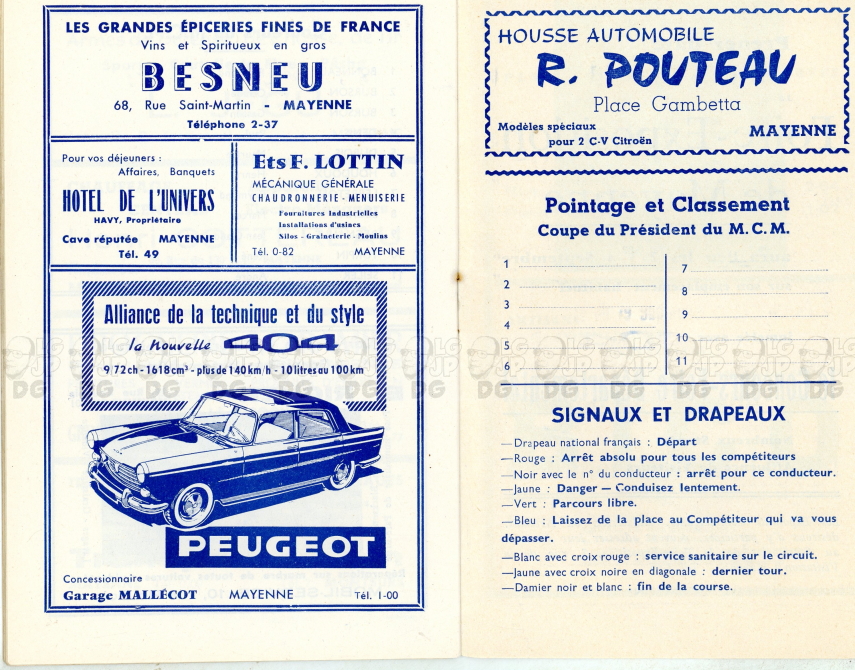 LES GRANDES ÉPICERIES FINES DE FRANCE
Vins et Spiritueux en gros
BESNEU
68, Rue Saint-Martin - MAYENNE
Téléphone 2-37
Pour vos déjeuners :
Affaires, Banquets
HOTEL DE L'UNIVERS
HAVY, Propriétaire
Cave réputée MAYENNE
Tél. 49
Ets F. LOTTIN
MÉCANIQUE GÉNÉRALE
CHAUDRONNERIE - MENUISERIE
Fournitures Industrielles
Installations d'usines
Silos - Graineterie - Moulins
Tél. 0-82 MAYENNE
Alliance de la technique et du style
la nouvelle 404
9/72 ch - 1618 cm³ - plus de 140 km/h - 10 litres au 100 km
PEUGEOT
Concessionnaire
Garage MALLÉCOT MAYENNE Tél. 1-00
HOUSSE AUTOMOBILE
R. POUTEAU
Place Gambetta
Modèles spéciaux
pour 2 C-V Citroën
MAYENNE
Pointage et Classement
Coupe du Président du M.C.M.
1
2
3
4
5
6
7
8
9
10
11
SIGNAUX ET DRAPEAUX
—Drapeau national français : Départ
—Rouge : Arrêt absolu pour tous les compétiteurs
—Noir avec le n° du conducteur : arrêt pour ce conducteur.
—Jaune : Danger — Conduisez lentement.
—Vert : Parcours libre.
—Bleu : Laissez de la place au Compétiteur qui va vous
dépasser.
—Blanc avec croix rouge : service sanitaire sur le circuit.
—Jaune avec croix noire en diagonale : dernier tour.
—Damier noir et blanc : fin de la course.
LG JP DG